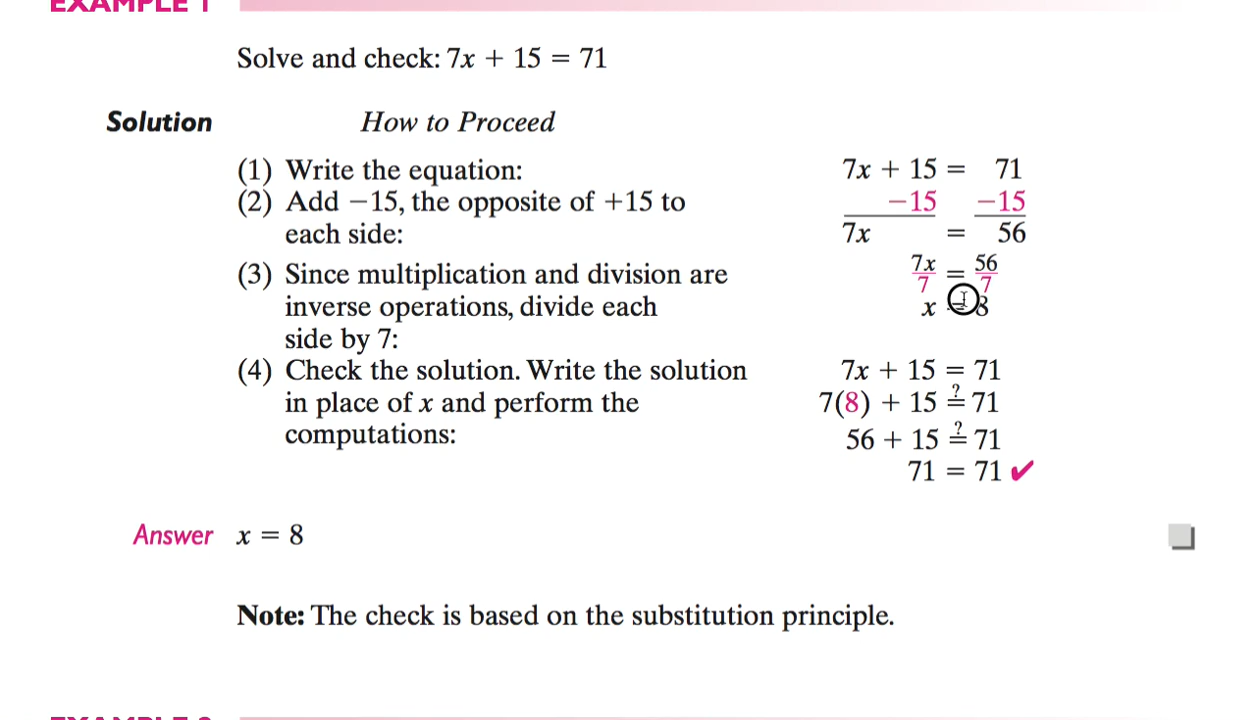 EXAMPLE 1
Solve and check: 7x + 15 = 71
Solution How to Proceed
(1) Write the equation: 7x + 15 = 71
(2) Add −15, the opposite of +15 to −15 −15
each side: 7x = 56
(3) Since multiplication and division are 7x/7 = 56/7
inverse operations, divide each x = 8
side by 7:
(4) Check the solution. Write the solution 7x + 15 = 71
in place of x and perform the 7(8) + 15 ≟ 71
computations: 56 + 15 ≟ 71
71 = 71 ✔
Answer x = 8
Note: The check is based on the substitution principle.